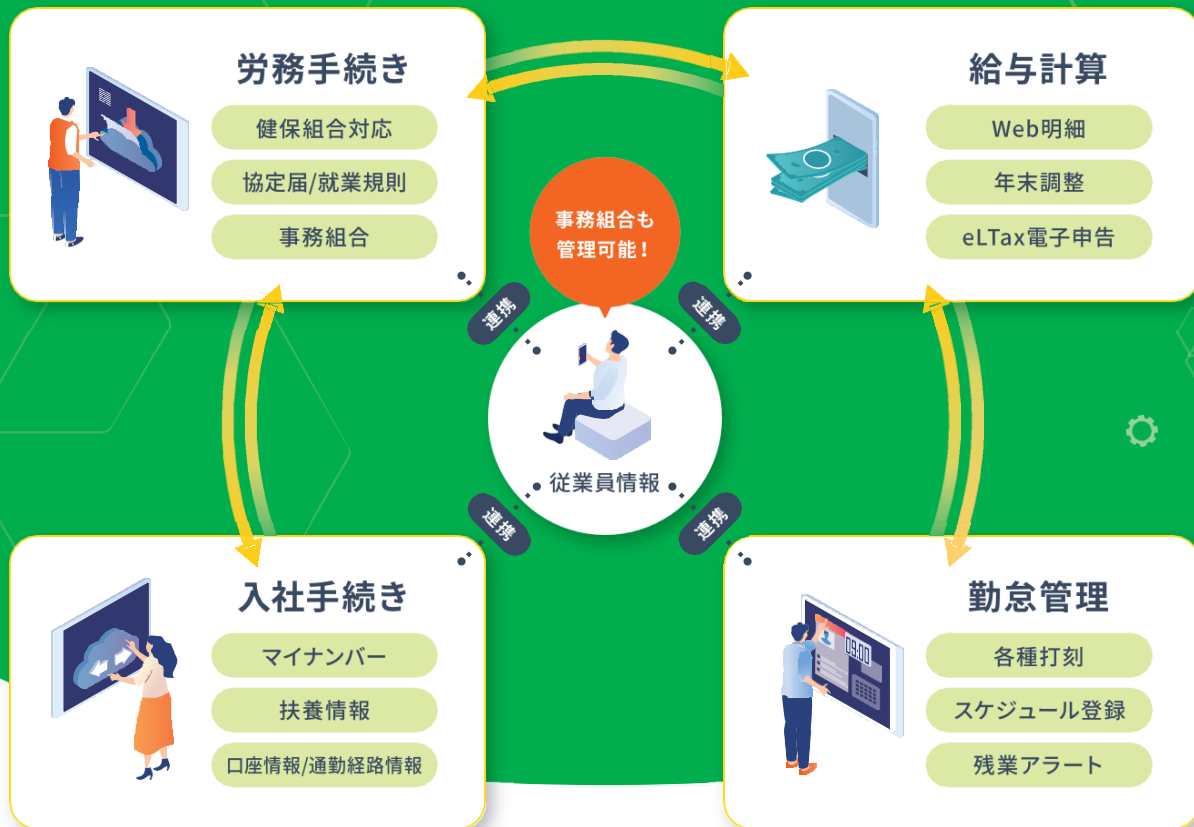 労務手続き
健保組合対応
協定届/就業規則
事務組合
給与計算
Web明細
年末調整
eLTax電子申告
事務組合も
管理可能！
連携
連携
従業員情報
連携
連携
入社手続き
マイナンバー
扶養情報
口座情報/通勤経路情報
勤怠管理
09:00
各種打刻
スケジュール登録
残業アラート